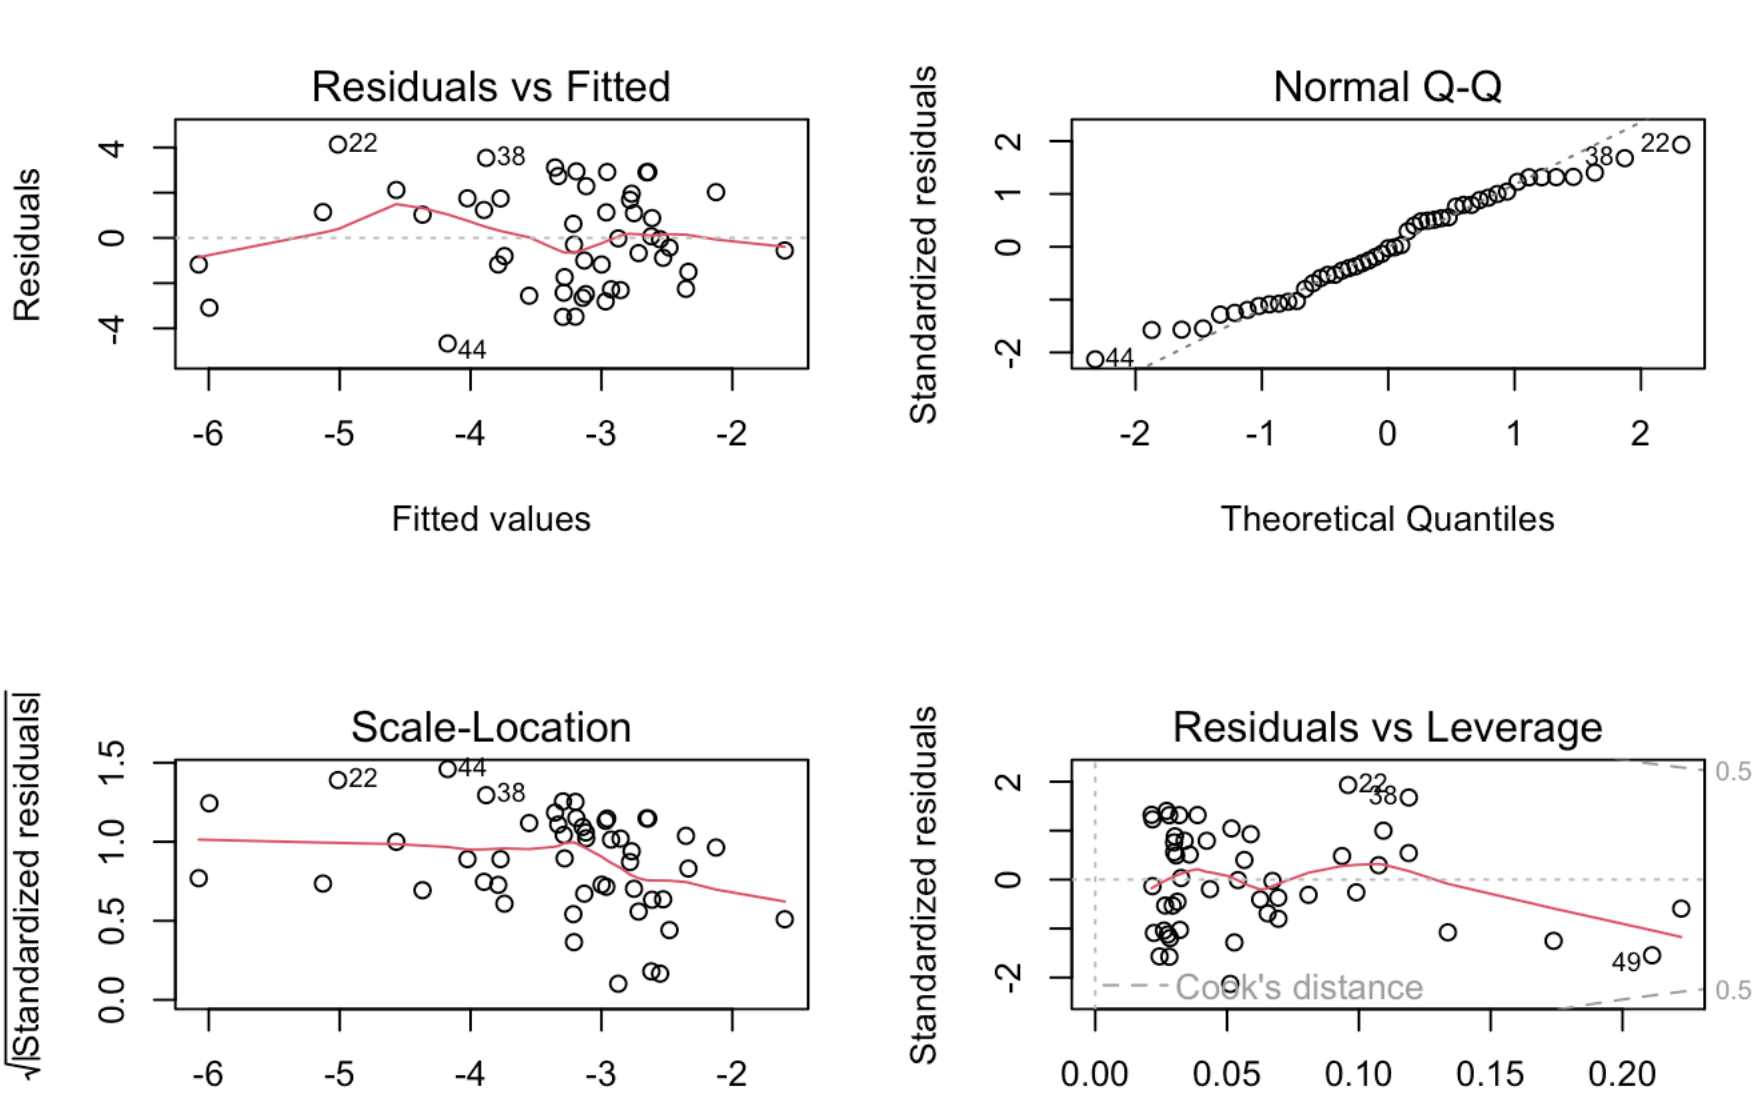 Residuals vs Fitted
Residuals
4
0
-4
22
38
44
-6 -5 -4 -3 -2
Fitted values
Normal Q-Q
Standardized residuals
2
1
0
-2
38
22
44
-2 -1 0 1 2
Theoretical Quantiles
Scale-Location
√|Standardized residuals|
1.5
1.0
0.5
0.0
22
44
38
-6 -5 -4 -3 -2
Residuals vs Leverage
Standardized residuals
2
0
-2
22
38
49
0.5
0.5
Cook's distance
0.00 0.05 0.10 0.15 0.20